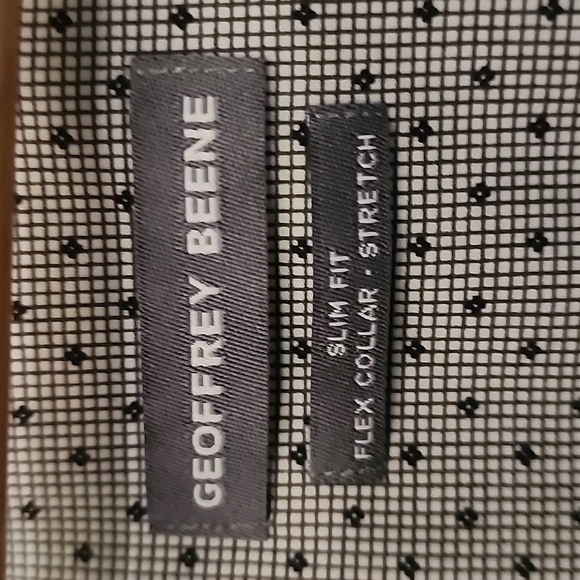 GEOFFREY BEENE
SLIM FIT
FLEX COLLAR · STRETCH